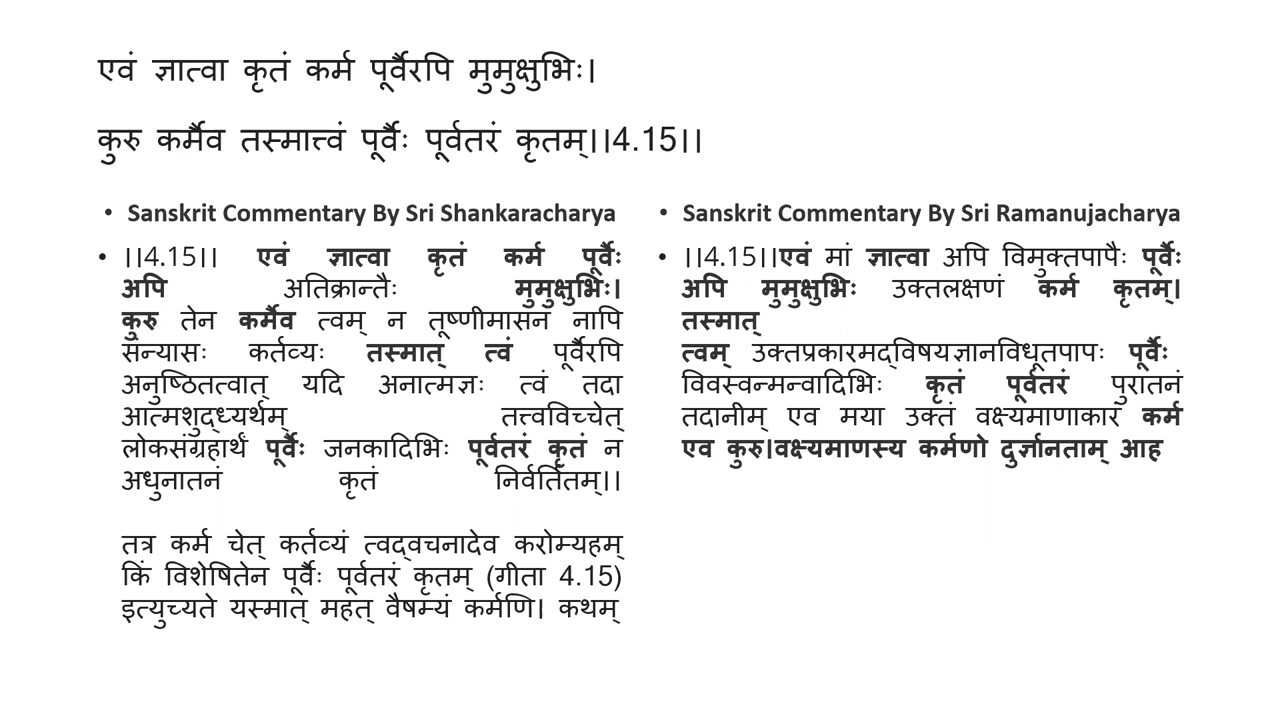 एवं ज्ञात्वा कृतं कर्म पूर्वैरपि मुमुक्षुभिः।
कुरु कर्मैव तस्मात्त्वं पूर्वैः पूर्वतरं कृतम्।।4.15।।
• Sanskrit Commentary By Sri Shankaracharya
• ।।4.15।। एवं ज्ञात्वा कृतं कर्म पूर्वैः
अपि अतिक्रान्तैः मुमुक्षुभिः।
कुरु तेन कर्मैव त्वम् न तूष्णीमासनं नापि
संन्यासः कर्तव्यः तस्मात् त्वं पूर्वैरपि
अनुष्ठितत्वात् यदि अनात्मज्ञः त्वं तदा
आत्मशुद्ध्यर्थम् तत्त्वविच्चेत्
लोकसंग्रहार्थं पूर्वैः जनकादिभिः पूर्वतरं कृतं न
अधुनातनं कृतं निर्वर्तितम्।।
तत्र कर्म चेत् कर्तव्यं त्वद्वचनादेव करोम्यहम्
किं विशेषितेन पूर्वैः पूर्वतरं कृतम् (गीता 4.15)
इत्युच्यते यस्मात् महत् वैषम्यं कर्मणि। कथम्
• Sanskrit Commentary By Sri Ramanujacharya
• ।।4.15।।एवं मां ज्ञात्वा अपि विमुक्तपापैः पूर्वैः
अपि मुमुक्षुभिः उक्तलक्षणं कर्म कृतम्।
तस्मात्
त्वम् उक्तप्रकारमद्विषयज्ञानविधूतपापः पूर्वैः
विवस्वन्मन्वादिभिः कृतं पूर्वतरं पुरातनं
तदानीम् एव मया उक्तं वक्ष्यमाणाकारं कर्म
एव कुरु।वक्ष्यमाणस्य कर्मणो दुर्ज्ञानताम् आह